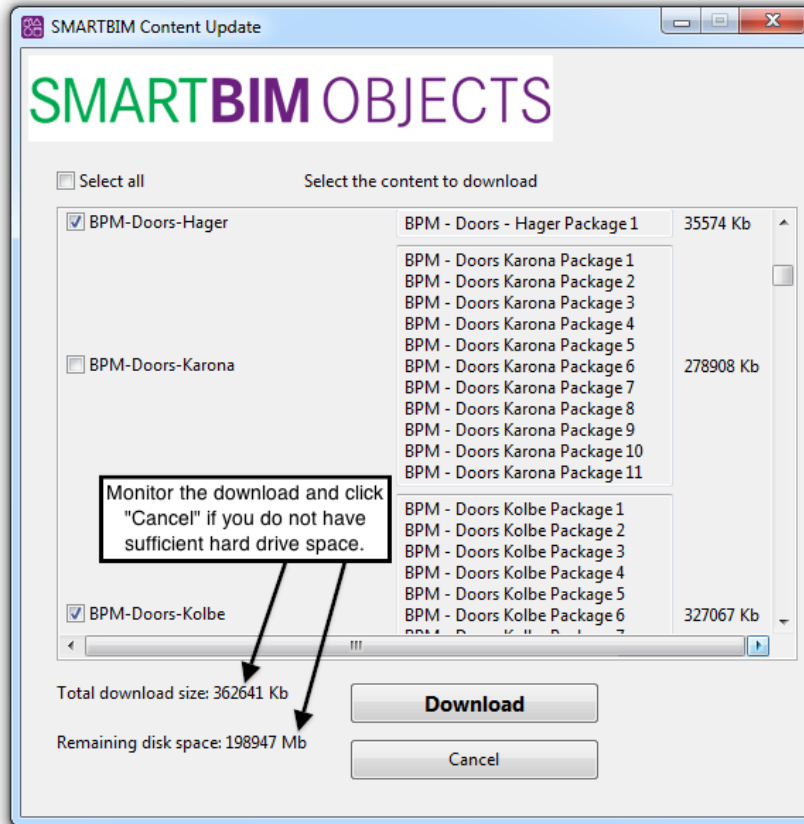 SMARTBIM Content Update
SMARTBIM OBJECTS
Select all
Select the content to download
BPM-Doors-Hager
BPM - Doors - Hager Package 1
35574 Kb
BPM - Doors Karona Package 1
BPM - Doors Karona Package 2
BPM - Doors Karona Package 3
BPM - Doors Karona Package 4
BPM - Doors Karona Package 5
BPM-Doors-Karona
BPM - Doors Karona Package 6
278908 Kb
BPM - Doors Karona Package 7
BPM - Doors Karona Package 8
BPM - Doors Karona Package 9
BPM - Doors Karona Package 10
BPM - Doors Karona Package 11
Monitor the download and click
"Cancel" if you do not have
sufficient hard drive space.
BPM - Doors Kolbe Package 1
BPM - Doors Kolbe Package 2
BPM - Doors Kolbe Package 3
BPM - Doors Kolbe Package 4
BPM - Doors Kolbe Package 5
BPM-Doors-Kolbe
BPM - Doors Kolbe Package 6
327067 Kb
Total download size: 362641 Kb
Download
Remaining disk space: 198947 Mb
Cancel